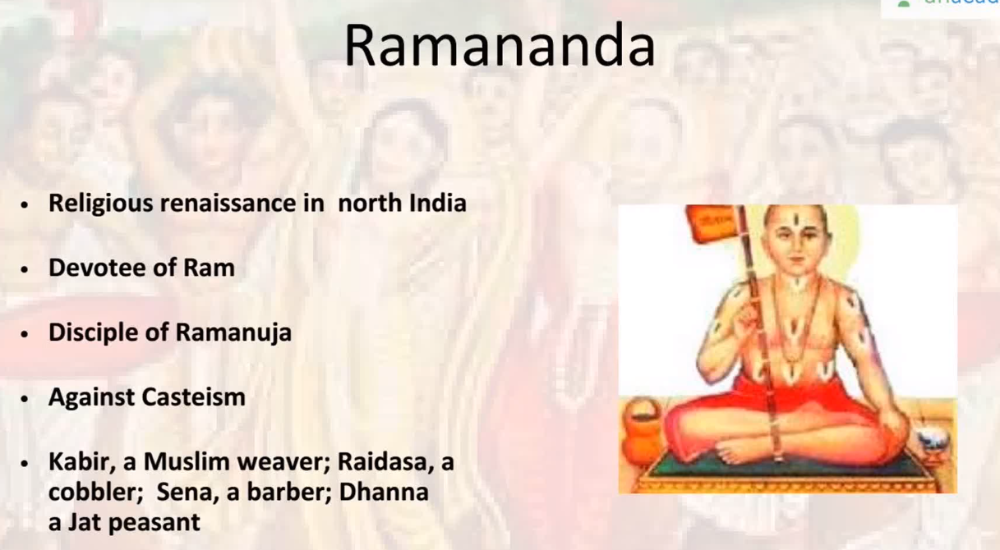 Ramananda
• Religious renaissance in  north India
• Devotee of Ram
• Disciple of Ramanuja
• Against Casteism
• Kabir, a Muslim weaver; Raidasa, a
cobbler;  Sena, a barber; Dhanna
a Jat peasant